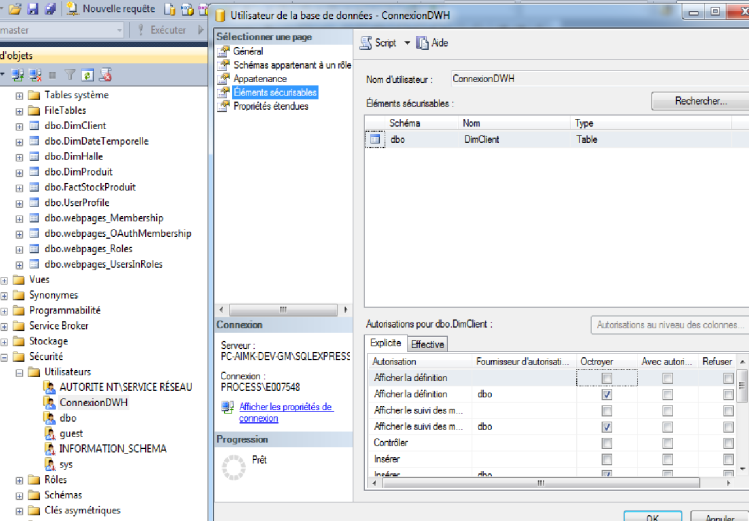 Nouvelle requête
master
Exécuter
d'objets
Tables système
FileTables
dbo.DimClient
dbo.DimDateTemporelle
dbo.DimHalle
dbo.DimProduit
dbo.FactStockProduit
dbo.UserProfile
dbo.webpages_Membership
dbo.webpages_OAuthMembership
dbo.webpages_Roles
dbo.webpages_UsersInRoles
Vues
Synonymes
Programmabilité
Service Broker
Stockage
Sécurité
Utilisateurs
AUTORITE NT\SERVICE RÉSEAU
ConnexionDWH
dbo
guest
INFORMATION_SCHEMA
sys
Rôles
Schémas
Clés asymétriques
Utilisateur de la base de données - ConnexionDWH
Sélectionner une page
Général
Schémas appartenant à un rôle
Appartenance
Éléments sécurisables
Propriétés étendues
Connexion
Serveur :
PC-AIMK-DEV-GM\SQLEXPRESS
Connexion :
PROCESS\E007548
Afficher les propriétés de
connexion
Progression
Prêt
Script Aide
Nom d'utilisateur : ConnexionDWH
Éléments sécurisables : Rechercher...
Schéma Nom Type
dbo DimClient Table
Autorisations pour dbo.DimClient : Autorisations au niveau des colonnes...
Explicite Effective
Autorisation Fournisseur d'autorisati... Octroyer Avec autori... Refuser
Afficher la définition
Afficher la définition dbo
Afficher le suivi des m...
Afficher le suivi des m... dbo
Contrôler
Insérer
Insérer dbo
OK Annuler